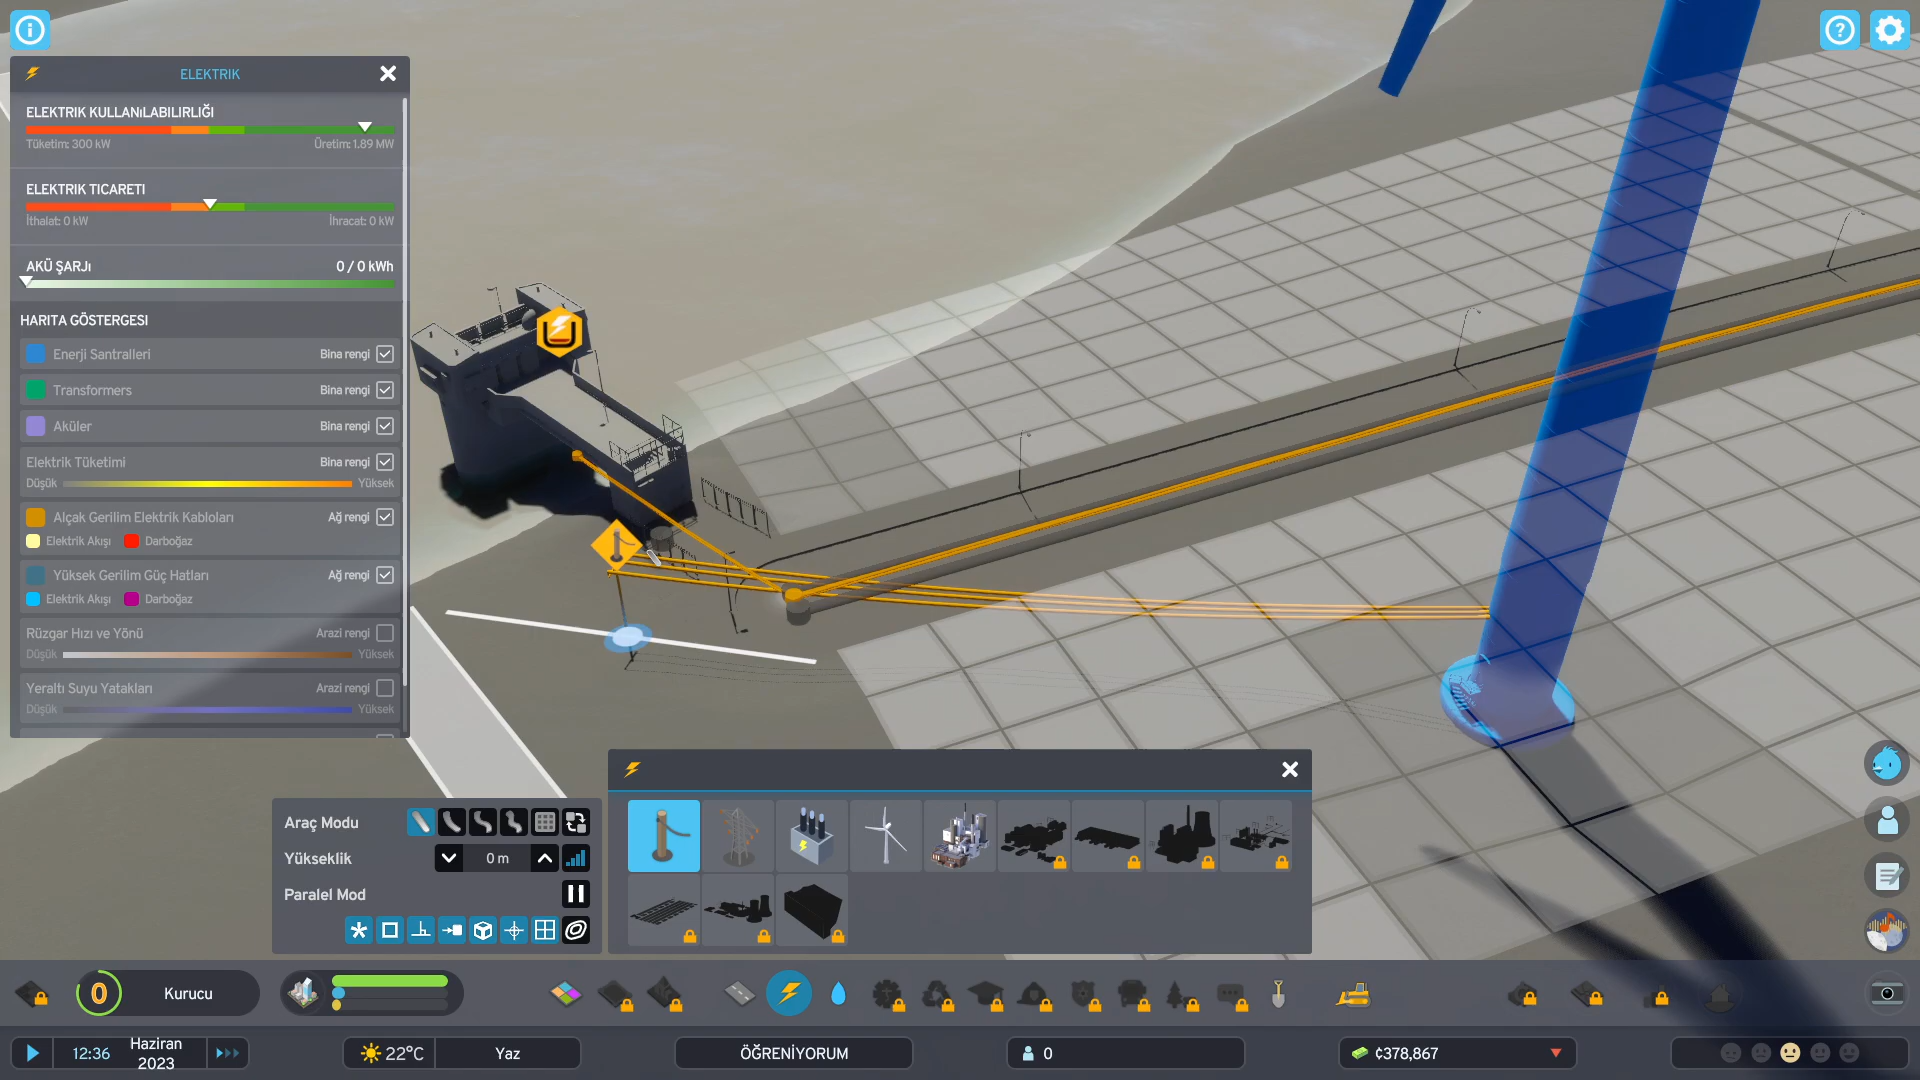 ELEKTRIK
ELEKTRIK KULLANıLABILIRLIĞI
Tüketim: 300 kW Üretim: 1.89 MW
ELEKTRIK TICARETI
İthalat: 0 kW İhracat: 0 kW
AKÜ ŞARJı 0 / 0 kWh
HARITA GÖSTERGESI
Enerji Santralleri Bina rengi
Transformers Bina rengi
Aküler Bina rengi
Elektrik Tüketimi Bina rengi
Düşük Yüksek
Alçak Gerilim Elektrik Kabloları Ağ rengi
Elektrik Akışı Darboğaz
Yüksek Gerilim Güç Hatları Ağ rengi
Elektrik Akışı Darboğaz
Rüzgar Hızı ve Yönü Arazi rengi
Düşük Yüksek
Yeraltı Suyu Yatakları Arazi rengi
Düşük Yüksek
Araç Modu
Yükseklik 0 m
Paralel Mod
0 Kurucu
12:36 Haziran 2023 22°C Yaz ÖĞRENİYORUM 0 ₵378,867